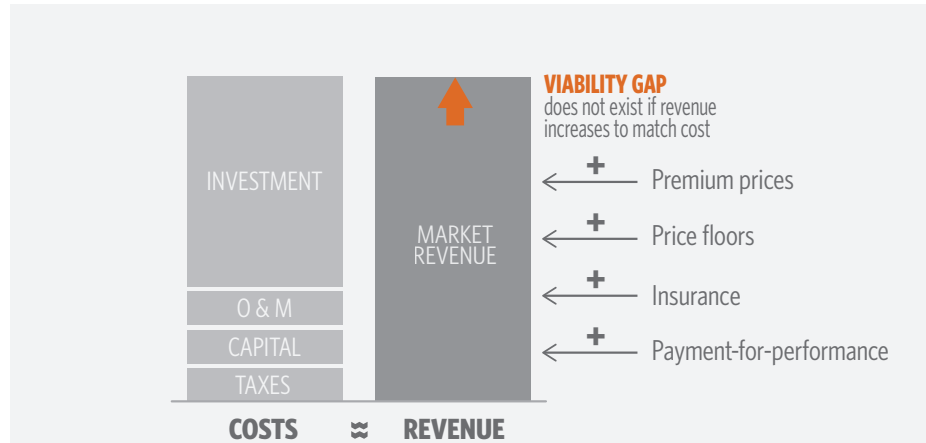 VIABILITY GAP
does not exist if revenue
increases to match cost
INVESTMENT
O & M
CAPITAL
TAXES
MARKET
REVENUE
+
Premium prices
+
Price floors
+
Insurance
+
Payment-for-performance
COSTS ≈ REVENUE